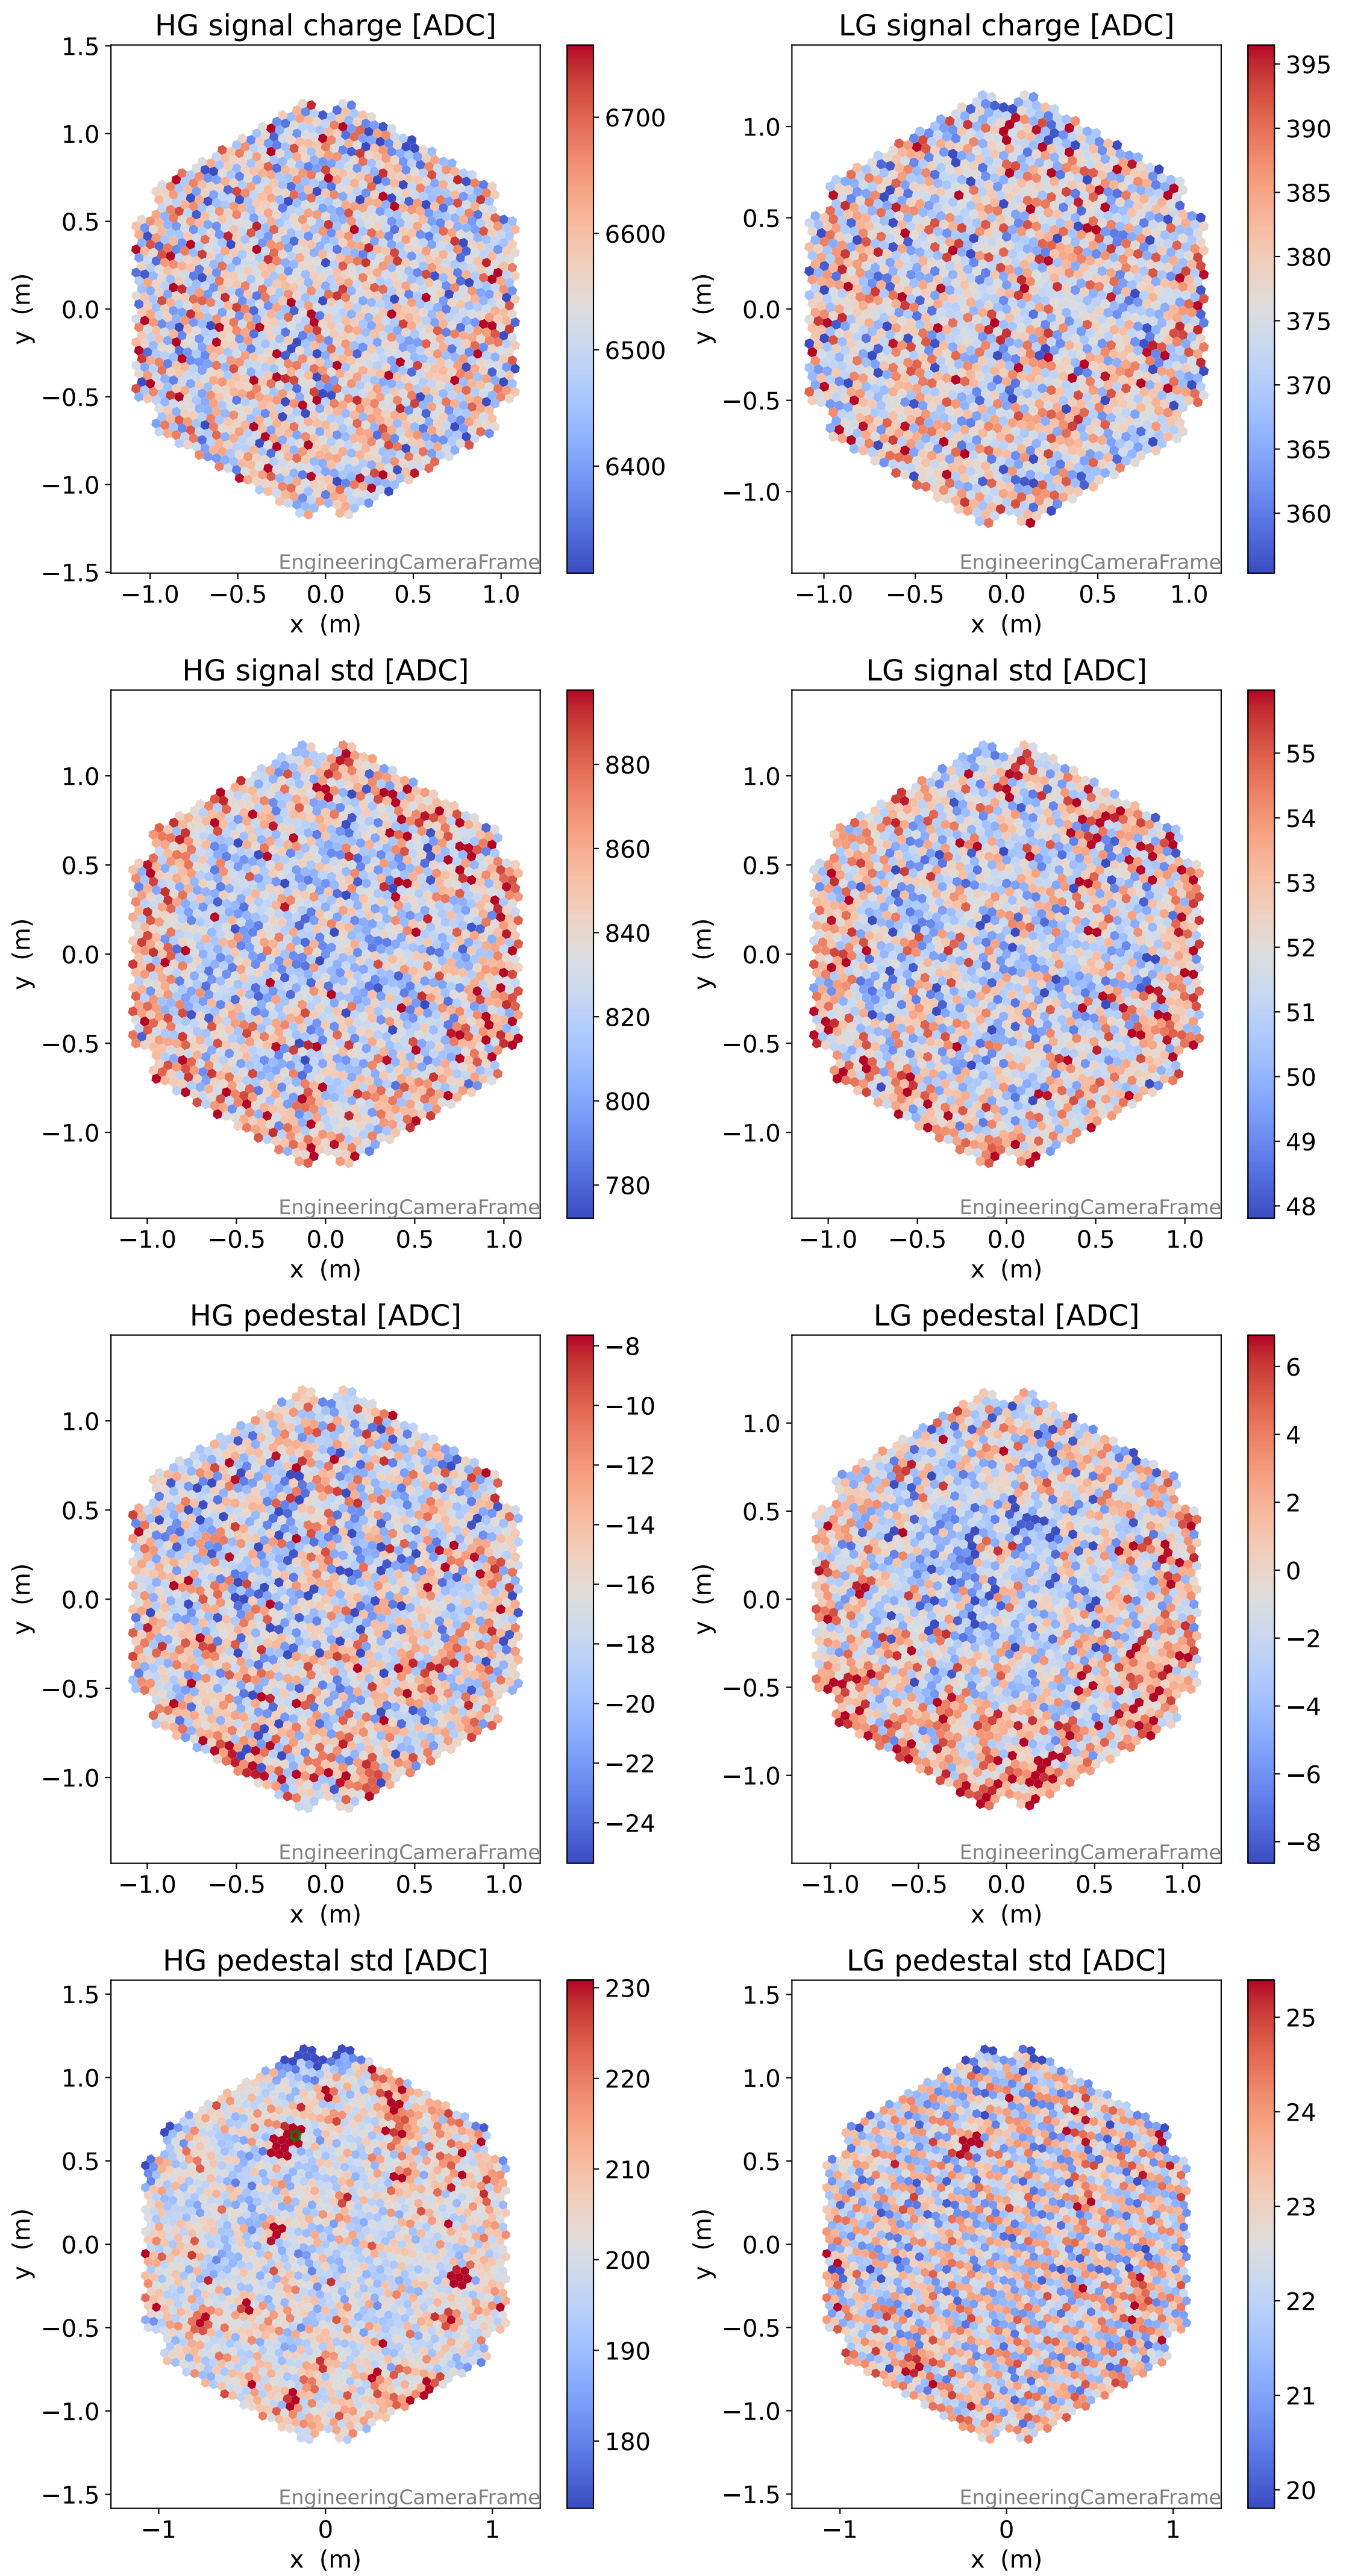 HG signal charge [ADC]
1.5
1.0
0.5
0.0
−0.5
−1.0
−1.5
−1.0 −0.5 0.0 0.5 1.0
x (m)
y (m)
EngineeringCameraFrame
6700
6600
6500
6400
LG signal charge [ADC]
1.0
0.5
0.0
−0.5
−1.0
−1.0 −0.5 0.0 0.5 1.0
x (m)
y (m)
EngineeringCameraFrame
395
390
385
380
375
370
365
360
HG signal std [ADC]
1.0
0.5
0.0
−0.5
−1.0
−1.0 −0.5 0.0 0.5 1.0
x (m)
y (m)
EngineeringCameraFrame
880
860
840
820
800
780
LG signal std [ADC]
1.0
0.5
0.0
−0.5
−1.0
−1.0 −0.5 0.0 0.5 1.0
x (m)
y (m)
EngineeringCameraFrame
55
54
53
52
51
50
49
48
HG pedestal [ADC]
1.0
0.5
0.0
−0.5
−1.0
−1.0 −0.5 0.0 0.5 1.0
x (m)
y (m)
EngineeringCameraFrame
−8
−10
−12
−14
−16
−18
−20
−22
−24
LG pedestal [ADC]
1.0
0.5
0.0
−0.5
−1.0
−1.0 −0.5 0.0 0.5 1.0
x (m)
y (m)
EngineeringCameraFrame
6
4
2
0
−2
−4
−6
−8
HG pedestal std [ADC]
1.5
1.0
0.5
0.0
−0.5
−1.0
−1.5
−1 0 1
x (m)
y (m)
EngineeringCameraFrame
230
220
210
200
190
180
LG pedestal std [ADC]
1.5
1.0
0.5
0.0
−0.5
−1.0
−1.5
−1 0 1
x (m)
y (m)
EngineeringCameraFrame
25
24
23
22
21
20